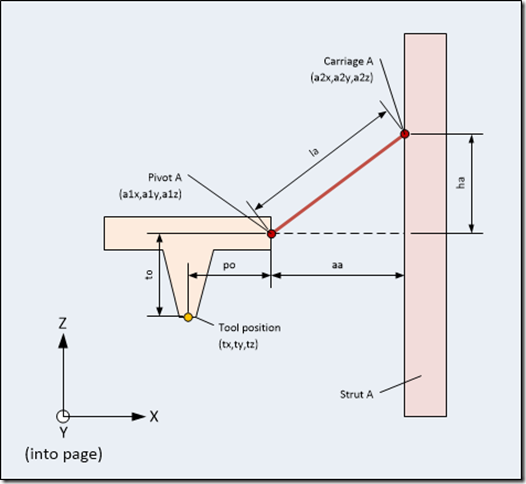 Carriage A
(a2x,a2y,a2z)
la
Pivot A
(a1x,a1y,a1z)
ha
po
aa
to
Tool position
(tx,ty,tz)
Z
X
Y
(into page)
Strut A